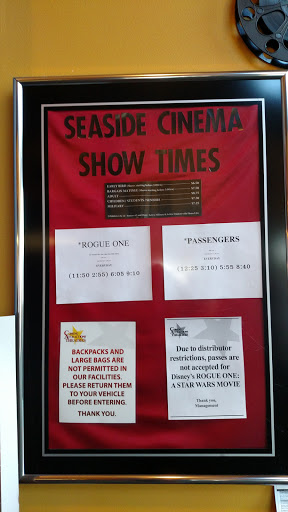 SEASIDE CINEMA
SHOW TIMES
*ROGUE ONE
(11:50 2:55) 6:05 9:10
*PASSENGERS
(12:25 3:10) 5:55 8:40
BACKPACKS AND
LARGE BAGS ARE
NOT PERMITTED IN
OUR FACILITIES.
PLEASE RETURN THEM
TO YOUR VEHICLE
BEFORE ENTERING.
THANK YOU.
Due to distributor
restrictions, passes are
not accepted for
Disney's ROGUE ONE:
A STAR WARS MOVIE
Thank you,
Management